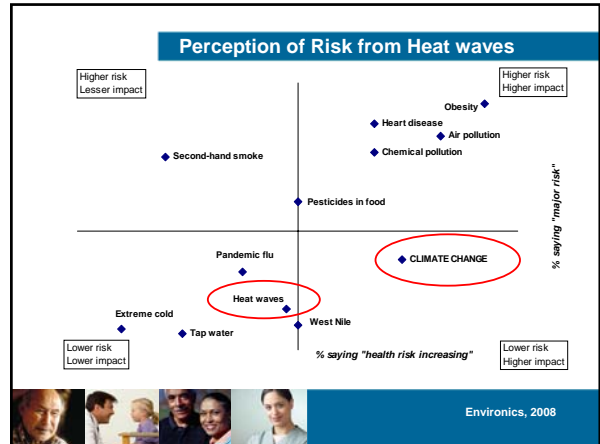 Perception of Risk from Heat waves
Higher risk
Lesser impact
Higher risk
Higher impact
Obesity
Heart disease
Air pollution
Second-hand smoke
Chemical pollution
% saying "major risk"
Pesticides in food
Pandemic flu
CLIMATE CHANGE
Heat waves
Extreme cold
West Nile
Tap water
Lower risk
Lower impact
% saying "health risk increasing"
Lower risk
Higher impact
Environics, 2008